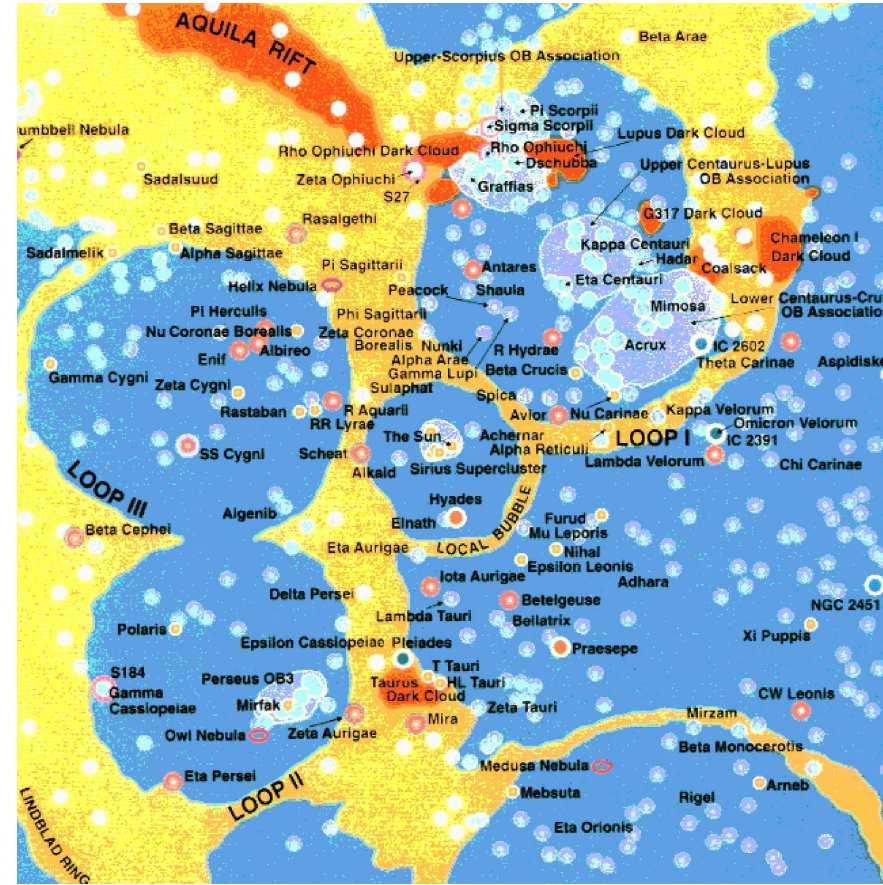 AQUILA RIFT
Beta Arae
Upper-Scorpius OB Association
Pi Scorpii
Sigma Scorpii
umbbell Nebula
Lupus Dark Cloud
Rho Ophiuchi Dark Cloud
Rho Ophiuchi
Dschubba
Upper Centaurus-Lupus
OB Association
Sadalsuud
Zeta Ophiuchi
Graffias
S27
G317 Dark Cloud
Rasalgethi
Beta Sagittae
Sadalmelik
Alpha Sagittae
Kappa Centauri
Hadar
Chameleon I
Dark Cloud
Pi Sagittarii
Antares
Coalsack
Helix Nebula
Peacock
Shaula
Eta Centauri
Mimosa
Lower Centaurus-Cru
OB Association
Pi Herculis
Phi Sagittarii
Nu Coronae Borealis
Zeta Coronae
Borealis
Nunki
R Hydrae
Acrux
IC 2602
Enif
Albireo
Alpha Arae
Gamma Lupi
Beta Crucis
Theta Carinae
Aspidiske
Gamma Cygni
Zeta Cygni
Sulaphat
Spica
Rastaban
R Aquarii
RR Lyrae
Avior
Nu Carinae
Kappa Velorum
Omicron Velorum
The Sun
Achernar
Alpha Reticuli
LOOP I
IC 2391
SS Cygni
Scheat
Sirius Supercluster
Lambda Velorum
Chi Carinae
Alkald
LOOP III
Hyades
Algenib
Elnath
Furud
Beta Cephei
Mu Leporis
LOCAL BUBBLE
Eta Aurigae
Nihal
Epsilon Leonis
Adhara
Iota Aurigae
Delta Persei
Betelgeuse
NGC 2451
Lambda Tauri
Bellatrix
Polaris
Epsilon Cassiopeiae
Pleiades
Praesepe
Xi Puppis
S184
Gamma
Cassiopeiae
Perseus OB3
T Tauri
Taurus
Dark Cloud
HL Tauri
Mirfak
CW Leonis
Zeta Tauri
Mirzam
Owl Nebula
Zeta Aurigae
Mira
Beta Monocerotis
Eta Persei
Medusa Nebula
LOOP II
Mebsuta
Arneb
Rigel
LINDBLAD RING
Eta Orionis